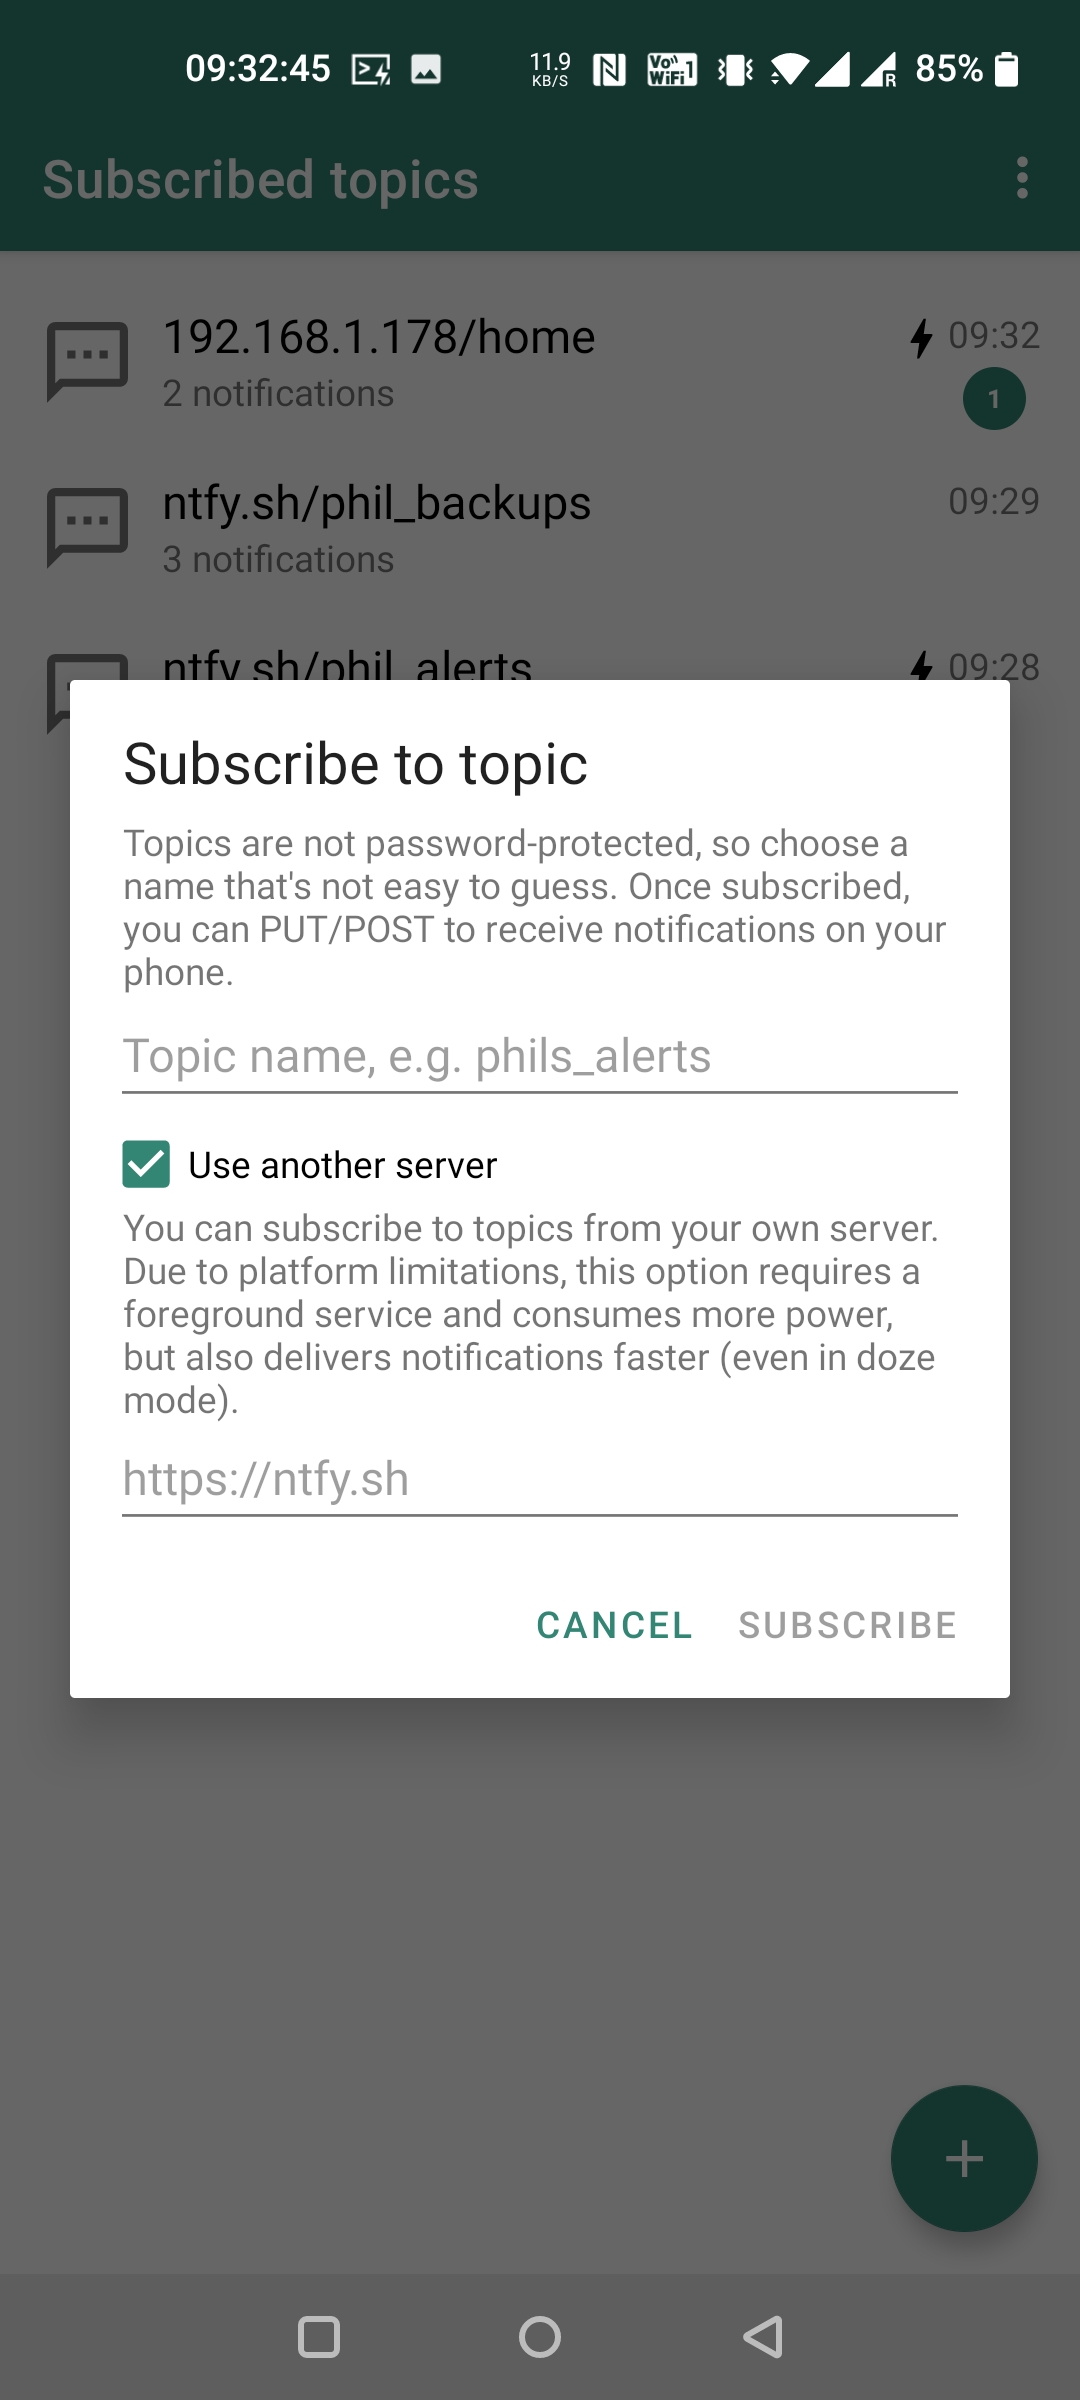 09:32:45
11.9
KB/S
Vo))
WiFi 1
R
85%
Subscribed topics
192.168.1.178/home
09:32
2 notifications
1
ntfy.sh/phil_backups
09:29
3 notifications
ntfy.sh/phil_alerts
09:28
Subscribe to topic
Topics are not password-protected, so choose a
name that's not easy to guess. Once subscribed,
you can PUT/POST to receive notifications on your
phone.
Topic name, e.g. phils_alerts
Use another server
You can subscribe to topics from your own server.
Due to platform limitations, this option requires a
foreground service and consumes more power,
but also delivers notifications faster (even in doze
mode).
https://ntfy.sh
CANCEL
SUBSCRIBE